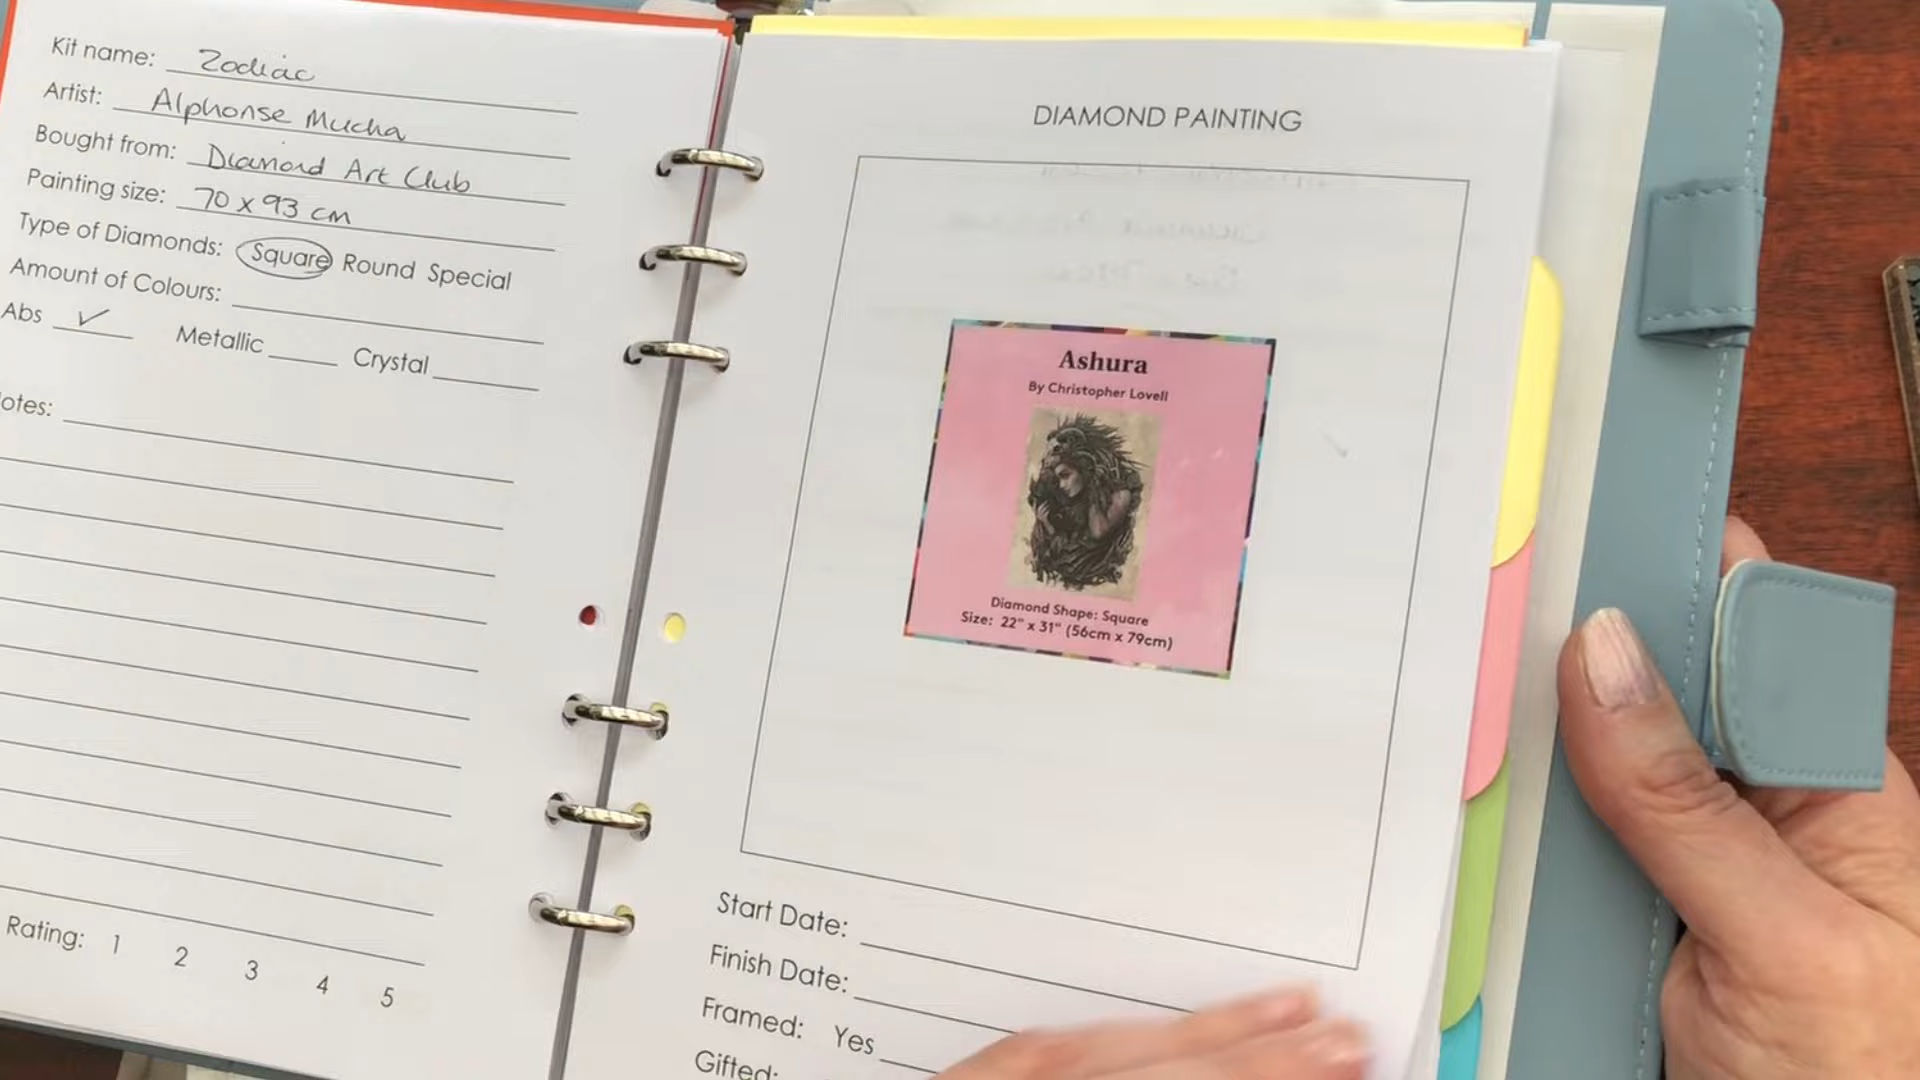 Kit name: Zodiac
Artist: Alphonse Mucha
Bought from: Diamond Art Club
Painting size: 70 x 93 cm
Type of Diamonds: Square Round Special
Amount of Colours:
Abs ✓ Metallic Crystal
otes:
Rating: 1 2 3 4 5
DIAMOND PAINTING
Ashura
By Christopher Lovell
Diamond Shape: Square
Size: 22" x 31" (56cm x 79cm)
Start Date:
Finish Date:
Framed: Yes
Gifted: